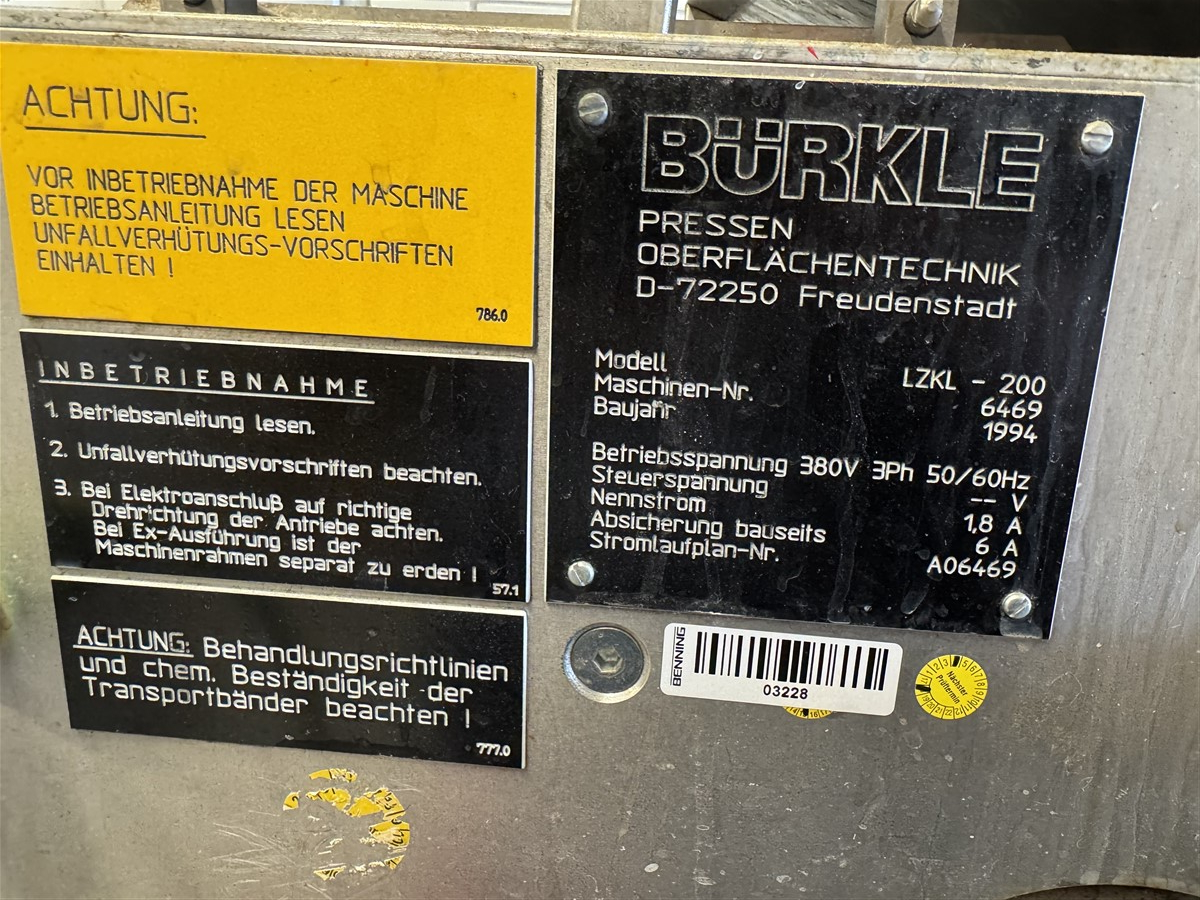 ACHTUNG:
VOR INBETRIEBNAHME DER MASCHINE
BETRIEBSANLEITUNG LESEN
UNFALLVERHÜTUNGS-VORSCHRIFTEN
EINHALTEN !
786.0
INBETRIEBNAHME
1. Betriebsanleitung lesen.
2. Unfallverhütungsvorschriften beachten.
3. Bei Elektroanschluß auf richtige
Drehrichtung der Antriebe achten.
Bei Ex-Ausführung ist der
Maschinenrahmen separat zu erden !
57.1
ACHTUNG: Behandlungsrichtlinien
und chem. Beständigkeit der
Transportbänder beachten !
777.0
BÜRKLE
PRESSEN
OBERFLÄCHENTECHNIK
D-72250 Freudenstadt
Modell LZKL - 200
Maschinen-Nr. 6469
Baujahr 1994
Betriebsspannung 380V 3Ph 50/60Hz
Steuerspannung -- V
Nennstrom 1,8 A
Absicherung bauseits 6 A
Stromlaufplan-Nr. A06469
BENNING
03228
Nächster
Prüftermin